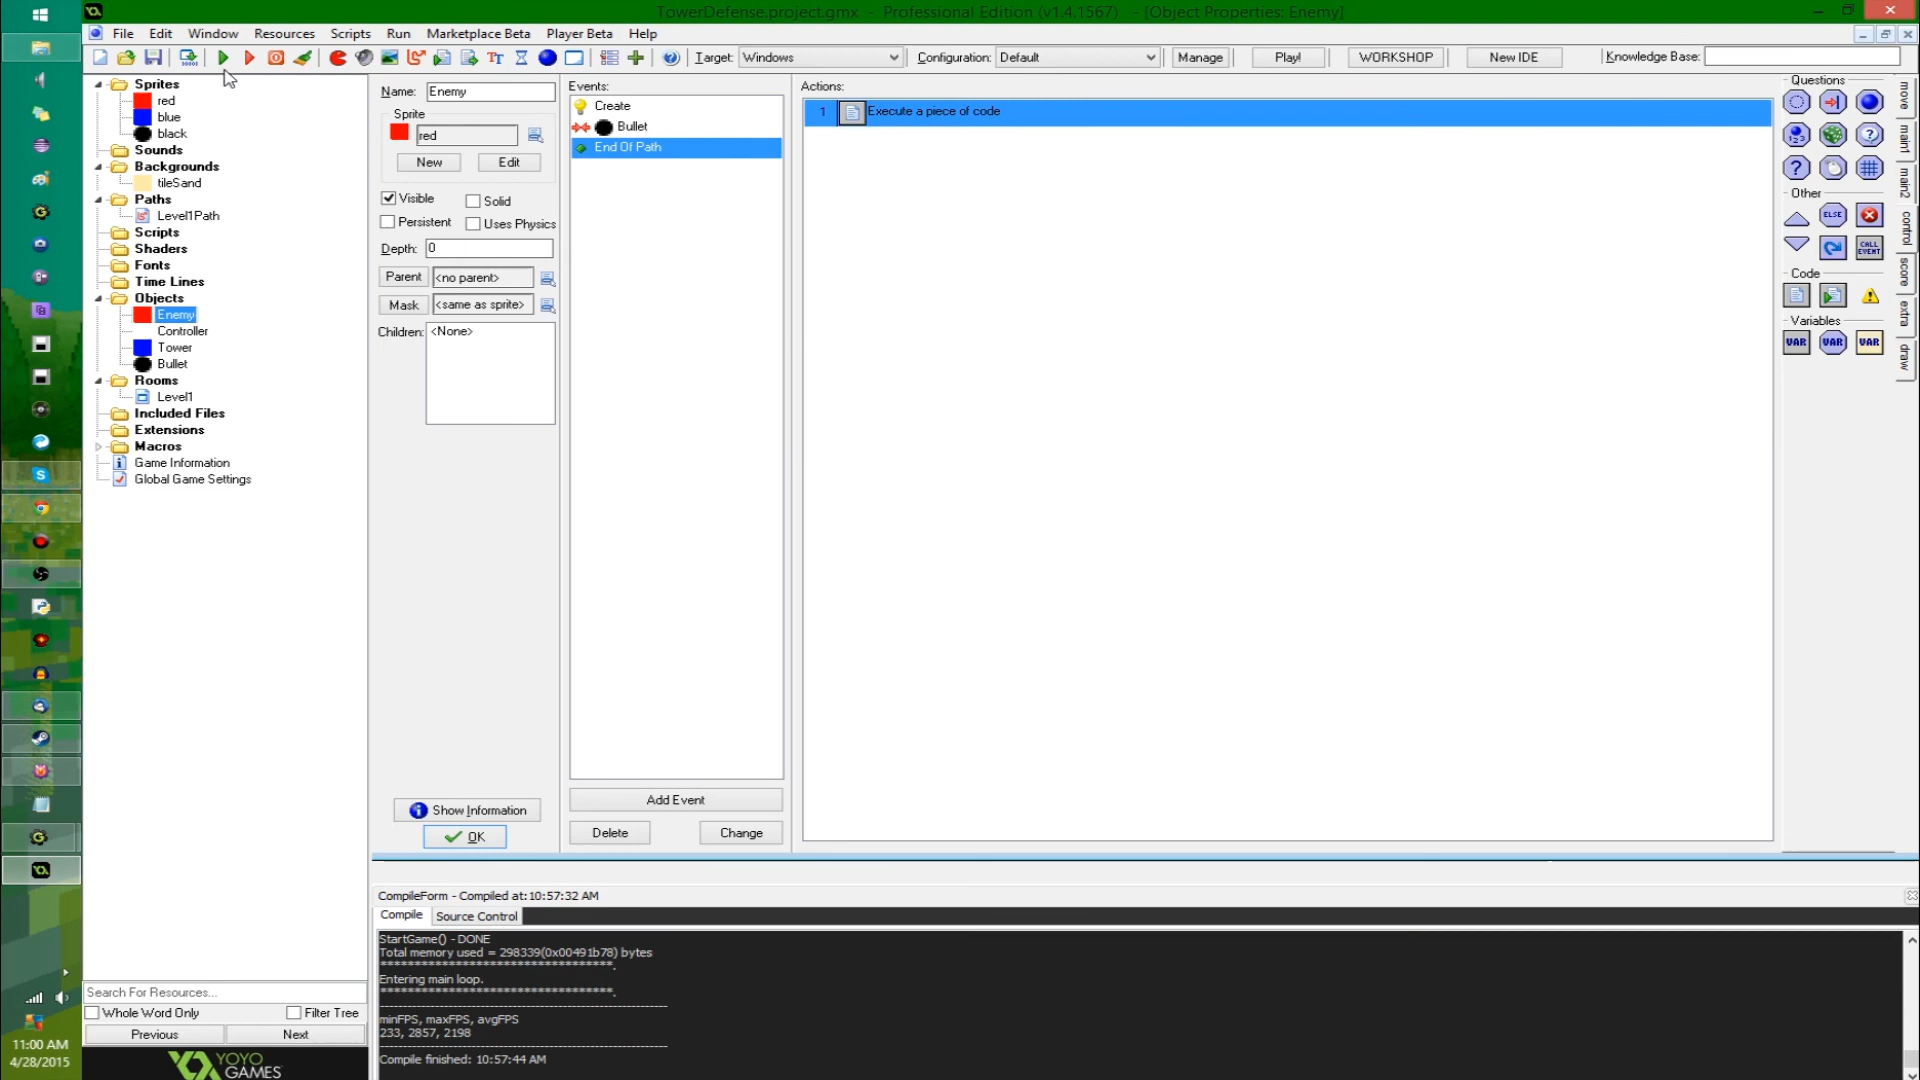 TowerDefense.project.gmx - Professional Edition (v1.4.1567) - [Object Properties: Enemy]
File Edit Window Resources Scripts Run Marketplace Beta Player Beta Help
Target: Windows Configuration: Default Manage Play! WORKSHOP New IDE Knowledge Base:
Sprites
red
blue
black
Sounds
Backgrounds
tileSand
Paths
Level1Path
Scripts
Shaders
Fonts
Time Lines
Objects
Enemy
Controller
Tower
Bullet
Rooms
Level1
Included Files
Extensions
Macros
Game Information
Global Game Settings
Search For Resources...
Whole Word Only Filter Tree
Previous Next
YOYO
GAMES
11:00 AM
4/28/2015
Name: Enemy
Sprite
red
New Edit
Visible Solid
Persistent Uses Physics
Depth: 0
Parent <no parent>
Mask <same as sprite>
Children: <None>
Show Information
OK
Events:
Create
Bullet
End Of Path
Add Event
Delete Change
Actions:
1 Execute a piece of code
Questions
Other
ELSE
CALL EVENT
Code
Variables
VAR VAR VAR
move
main1
main2
control
score
extra
draw
CompileForm - Compiled at:10:57:32 AM
Compile Source Control
StartGame() - DONE
Total memory used = 298339(0x00491b78) bytes
**********************************.
Entering main loop.
**********************************.
minFPS, maxFPS, avgFPS
233, 2857, 2198
Compile finished: 10:57:44 AM